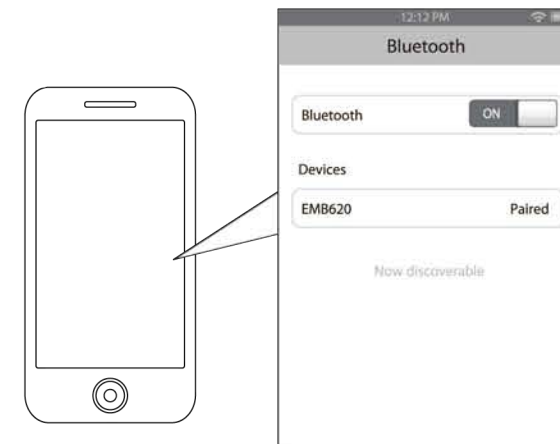 12:12 PM
Bluetooth
Bluetooth ON
Devices
EMB620 Paired
Now discoverable